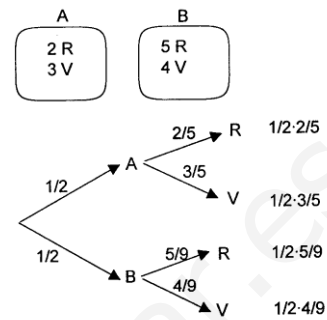 A B
2 R 5 R
3 V 4 V
2/5 R 1/2·2/5
1/2 A 3/5
V 1/2·3/5
1/2 5/9 R 1/2·5/9
B 4/9
V 1/2·4/9